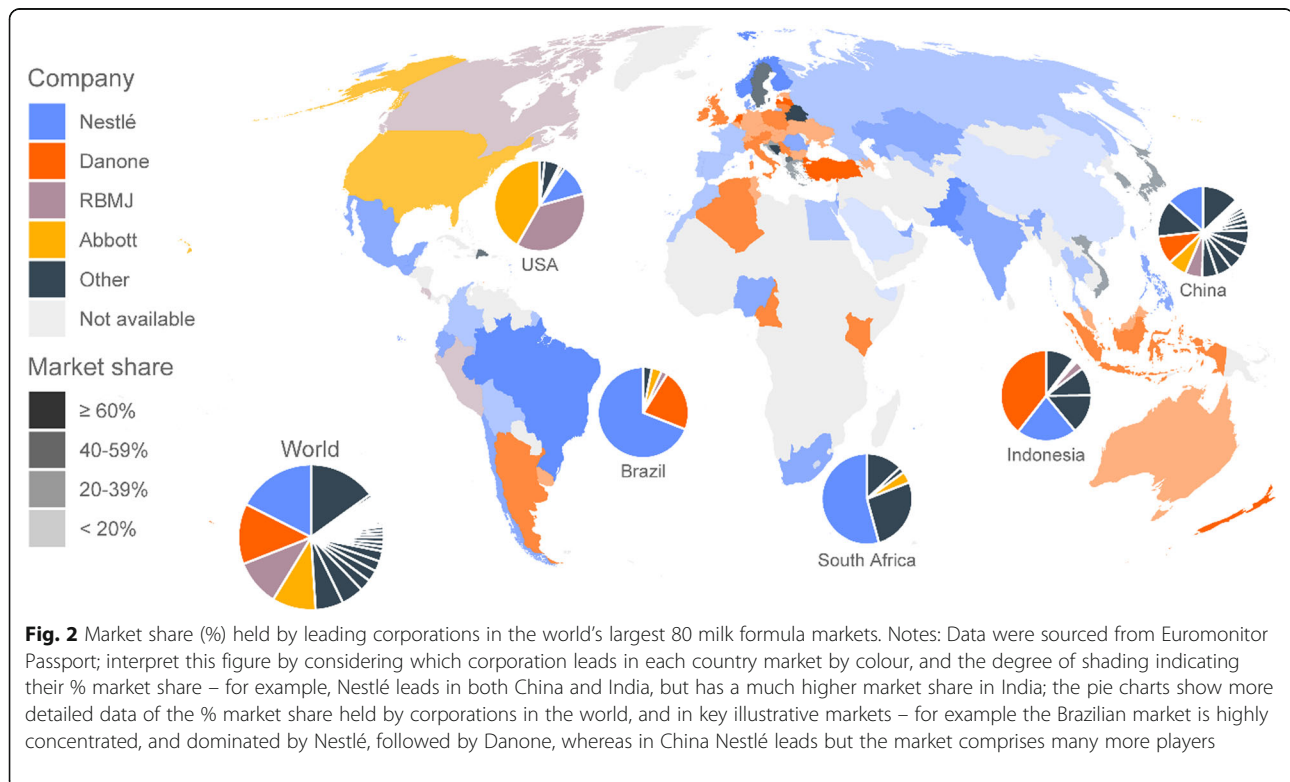 Company
Nestlé
Danone
RBMJ
Abbott
Other
Not available
Market share
≥ 60%
40-59%
20-39%
< 20%
USA
China
Brazil
Indonesia
World
South Africa
Fig. 2 Market share (%) held by leading corporations in the world's largest 80 milk formula markets. Notes: Data were sourced from Euromonitor
Passport; interpret this figure by considering which corporation leads in each country market by colour, and the degree of shading indicating
their % market share – for example, Nestlé leads in both China and India, but has a much higher market share in India; the pie charts show more
detailed data of the % market share held by corporations in the world, and in key illustrative markets – for example the Brazilian market is highly
concentrated, and dominated by Nestlé, followed by Danone, whereas in China Nestlé leads but the market comprises many more players